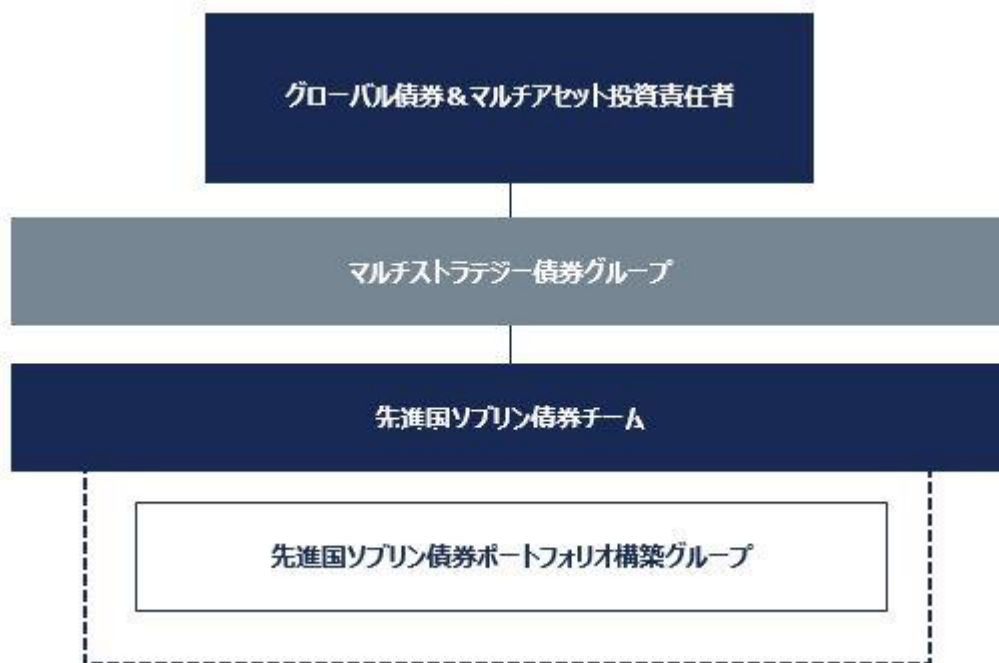 グローバル債券＆マルチアセット投資責任者
マルチストラテジー債券グループ
先進国ソブリン債券チーム
先進国ソブリン債券ポートフォリオ構築グループ